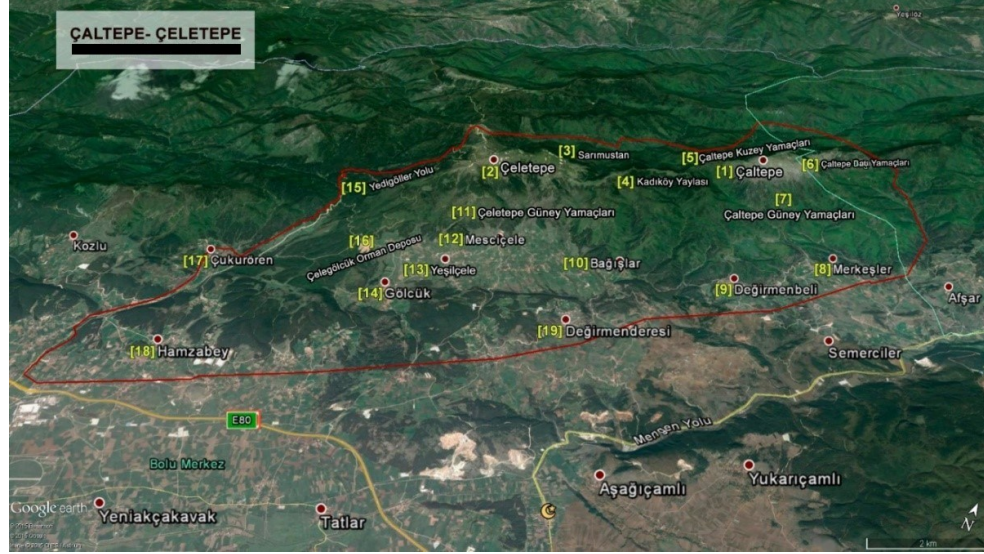 ÇALTEPE- ÇELETEPE
[3] Sarımustan
[5] Çaltepe Kuzey Yamaçları
[2] Çeletepe
[1] Çaltepe
[6] Çaltepe Batı Yamaçları
[15] Yedigöller Yolu
[4] Kadıköy Yaylası
[7]
Çaltepe Güney Yamaçları
[11] Çeletepe Güney Yamaçları
Kozlu
[16]
Çelegölcük Orman Deposu
[12] Mesciçele
[17] Çukurören
[13] Yeşilçele
[10] Bağışlar
[8] Merkeşler
[14] Gölcük
[9] Değirmenbeli
Afşar
[19] Değirmenderesi
[18] Hamzabey
Semerciler
E80
Mengen Yolu
Bolu Merkez
Aşağıçamlı
Yukarıçamlı
Google earth
Yeniakçakavak
Tatlar
N
2 km